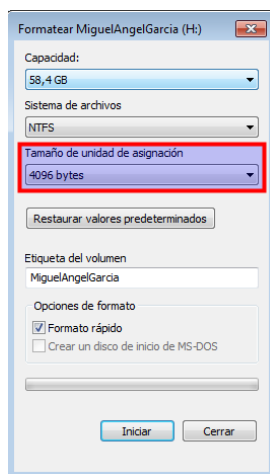 Formatear MiguelAngelGarcia (H:)
Capacidad:
58,4 GB
Sistema de archivos
NTFS
Tamaño de unidad de asignación
4096 bytes
Restaurar valores predeterminados
Etiqueta del volumen
MiguelAngelGarcia
Opciones de formato
Formato rápido
Crear un disco de inicio de MS-DOS
Iniciar Cerrar